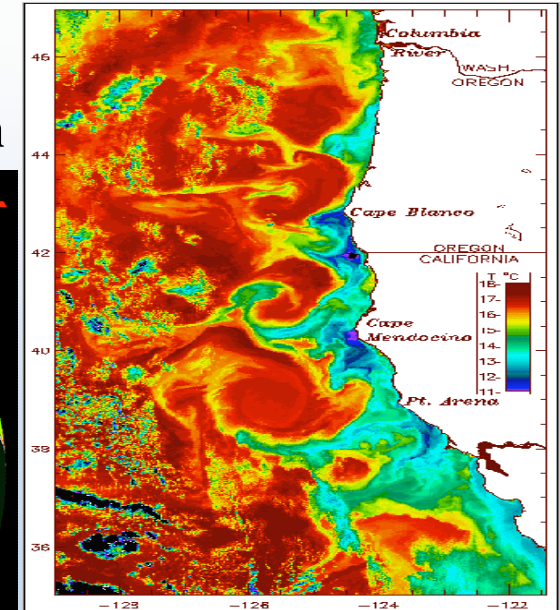 46
44
42
40
38
36
Columbia
River
WASH.
OREGON
Cape Blanco
OREGON
CALIFORNIA
T °C
18-
17-
16-
15-
14-
13-
12-
11-
Cape
Mendocino
Pt. Arena
-128
-126
-124
-122